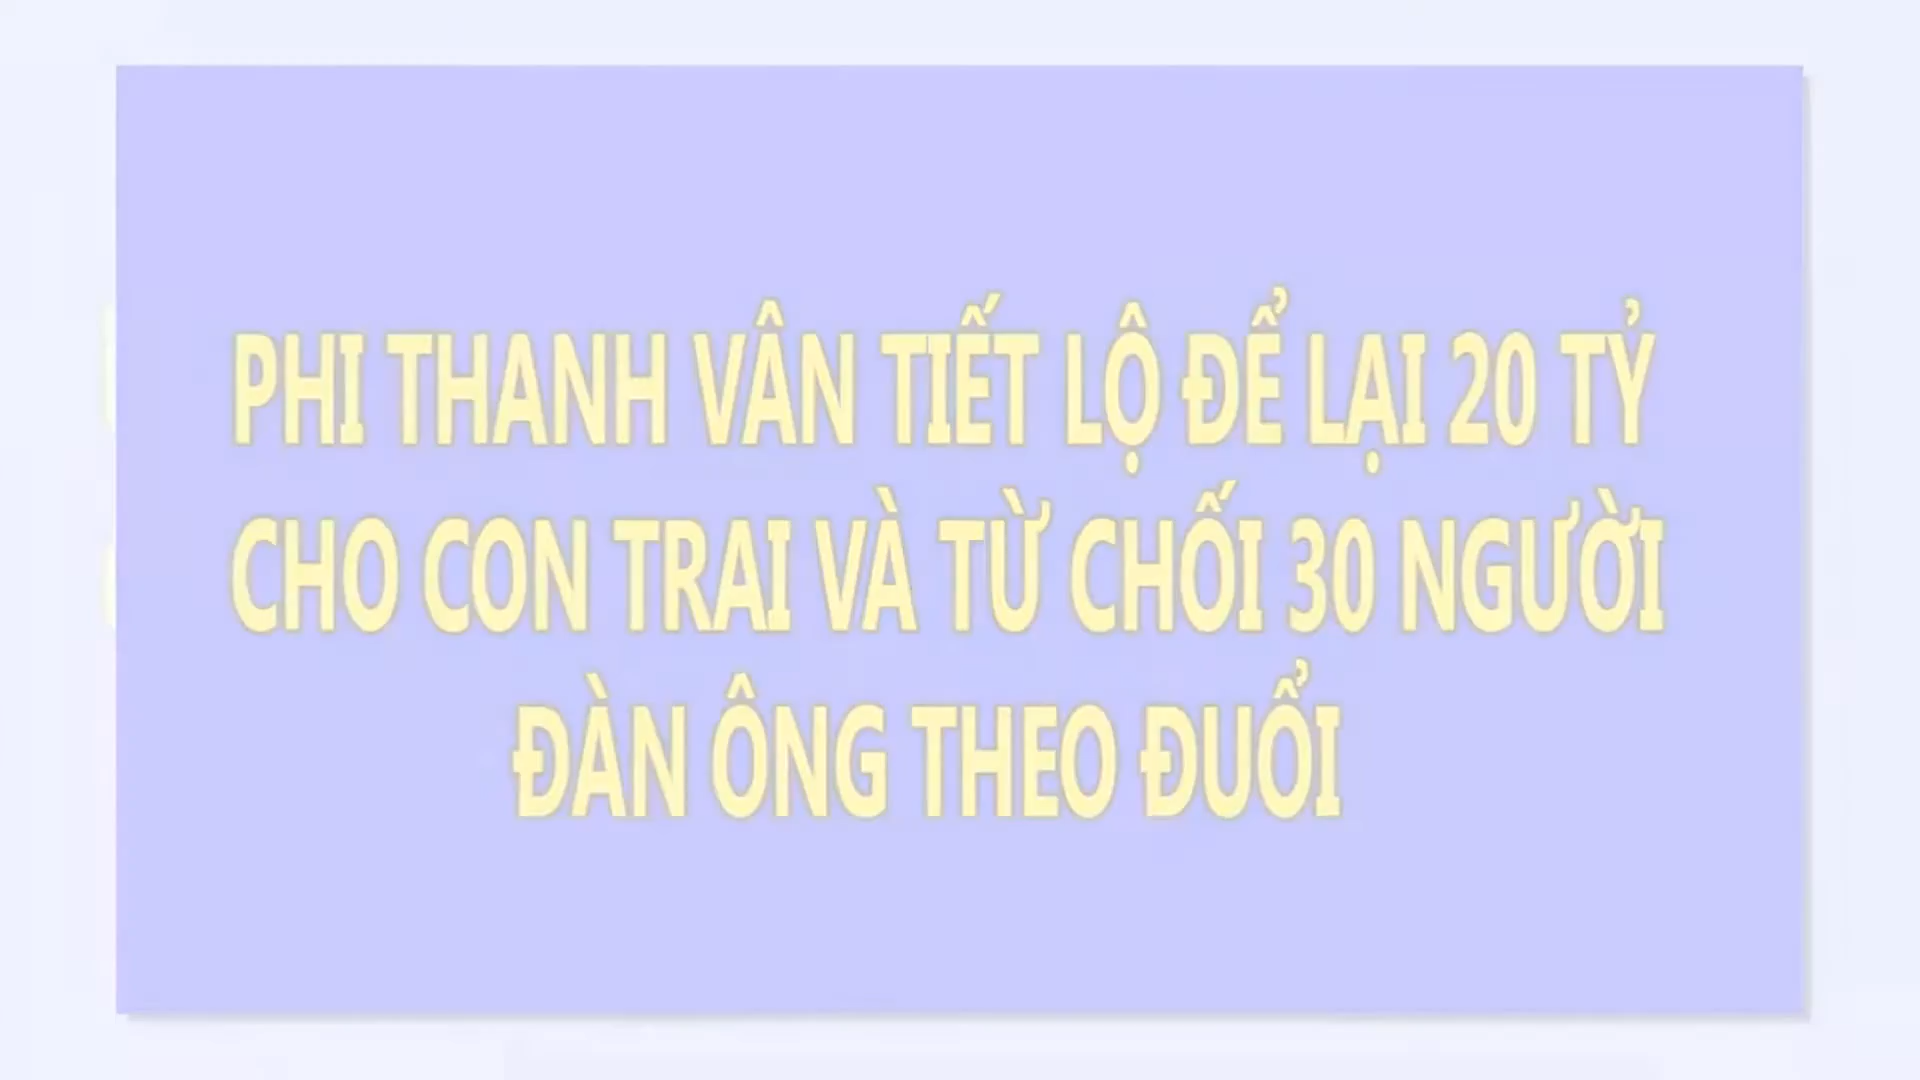 PHI THANH VÂN TIẾT LỘ ĐỂ LẠI 20 TỶ
CHO CON TRAI VÀ TỪ CHỐI 30 NGƯỜI
ĐÀN ÔNG THEO ĐUỔI